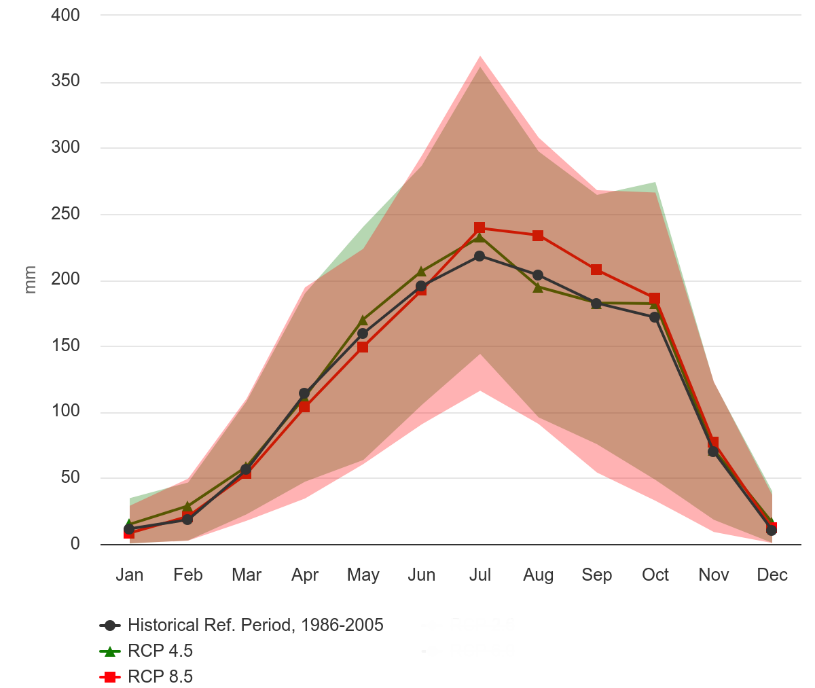 400
350
300
250
200
150
100
50
0
mm
Jan Feb Mar Apr May Jun Jul Aug Sep Oct Nov Dec
Historical Ref. Period, 1986-2005
RCP 4.5
RCP 8.5